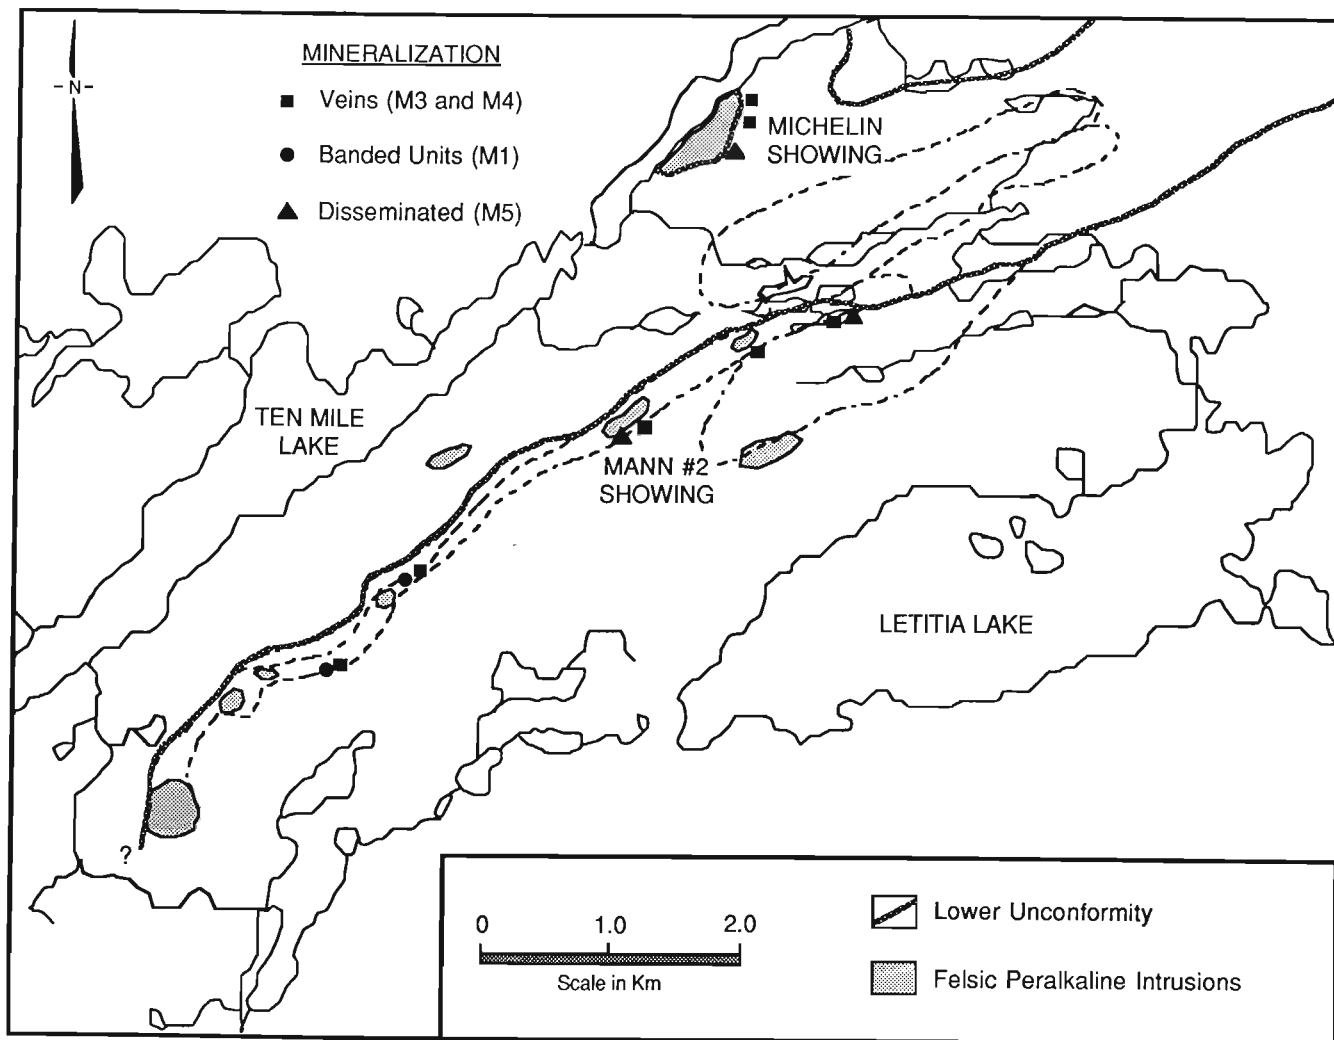 -N-
MINERALIZATION
Veins (M3 and M4)
Banded Units (M1)
Disseminated (M5)
MICHELIN
SHOWING
TEN MILE
LAKE
MANN #2
SHOWING
LETITIA LAKE
?
0 1.0 2.0
Scale in Km
Lower Unconformity
Felsic Peralkaline Intrusions